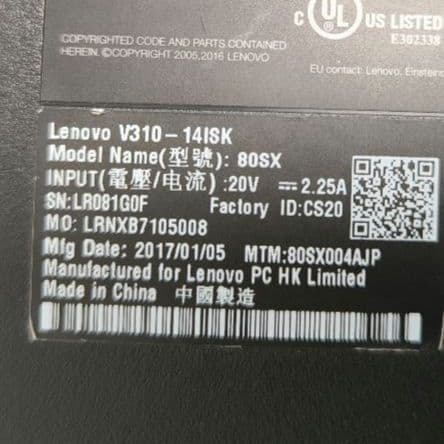 COPYRIGHTED CODE AND PARTS CONTAINED
HEREIN. ©COPYRIGHT 2005,2016 LENOVO
C UL US LISTED
E302338
EU contact: Lenovo, Einstein
Lenovo V310-14ISK
Model Name(型號): 80SX
INPUT(電壓/电流):20V ⎓ 2.25A
SN:LR081G0F Factory ID:CS20
MO: LRNXB7105008
Mfg Date: 2017/01/05 MTM:80SX004AJP
Manufactured for Lenovo PC HK Limited
Made in China 中國製造